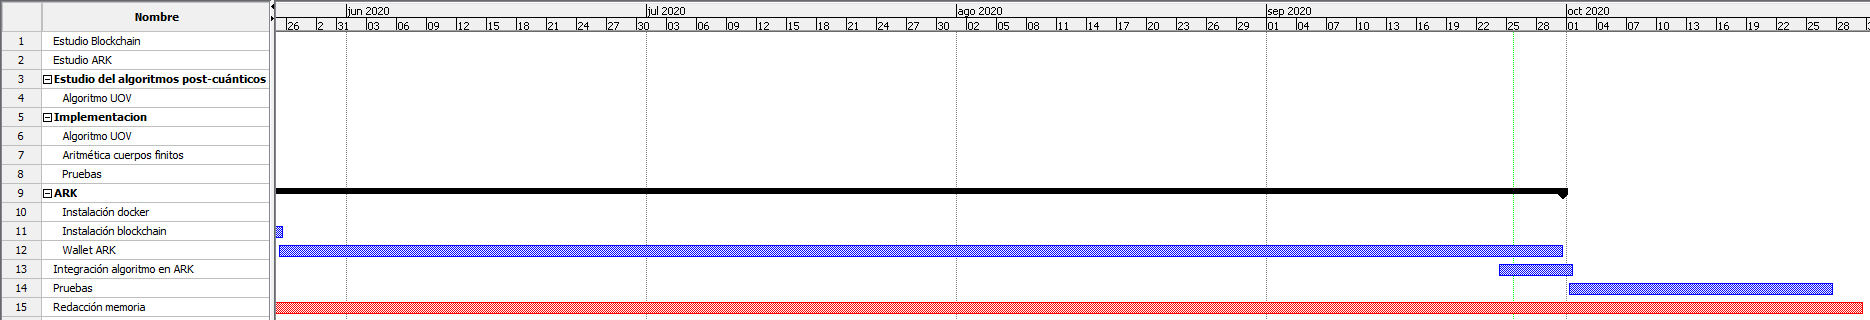 Nombre
jun 2020 jul 2020 ago 2020 sep 2020 oct 2020
26 2 31 03 06 09 12 15 18 21 24 27 30 03 06 09 12 15 18 21 24 27 30 02 05 08 11 14 17 20 23 26 29 01 04 07 10 13 16 19 22 25 28 01 04 07 10 13 16 19 22 25 28
1 Estudio Blockchain
2 Estudio ARK
3 Estudio del algoritmos post-cuánticos
4 Algoritmo UOV
5 Implementacion
6 Algoritmo UOV
7 Aritmética cuerpos finitos
8 Pruebas
9 ARK
10 Instalación docker
11 Instalación blockchain
12 Wallet ARK
13 Integración algoritmo en ARK
14 Pruebas
15 Redacción memoria